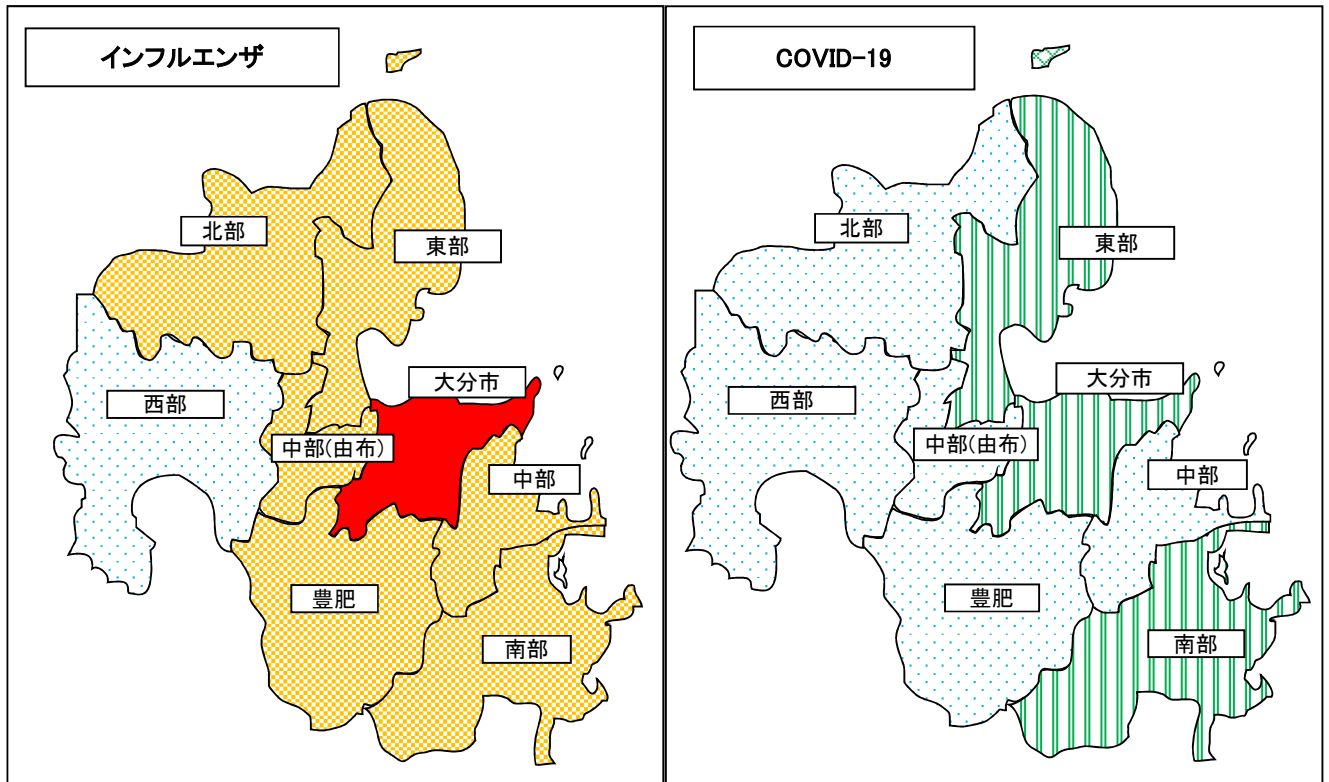 インフルエンザ
北部
東部
大分市
西部
中部(由布)
中部
豊肥
南部
COVID-19
北部
東部
大分市
西部
中部(由布)
中部
豊肥
南部